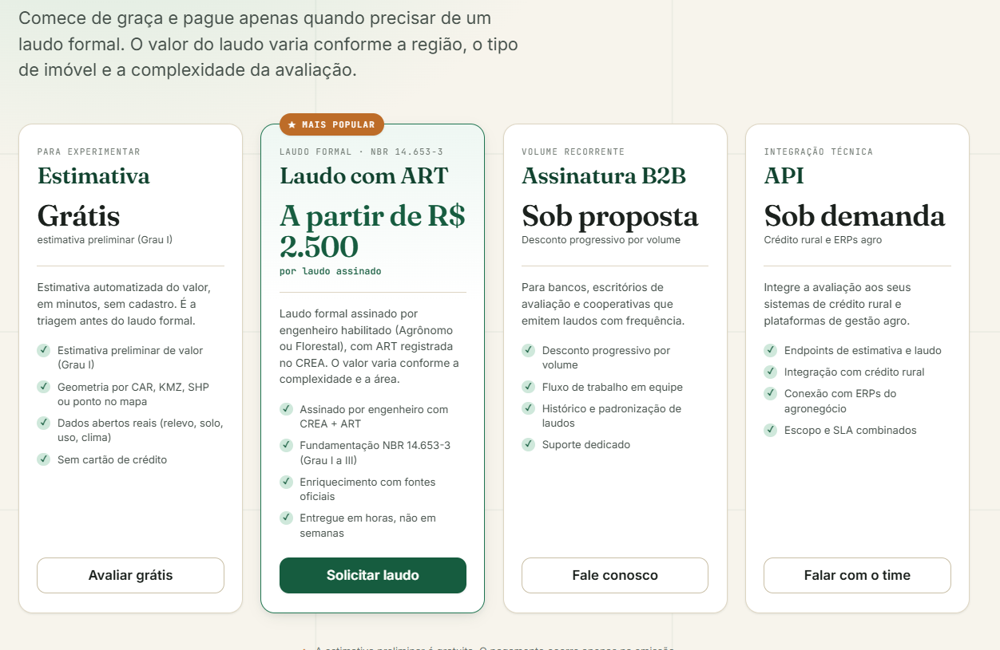 Comece de graça e pague apenas quando precisar de um
laudo formal. O valor do laudo varia conforme a região, o tipo
de imóvel e a complexidade da avaliação.
PARA EXPERIMENTAR
Estimativa
Grátis
estimativa preliminar (Grau I)
Estimativa automatizada do valor,
em minutos, sem cadastro. É a
triagem antes do laudo formal.
Estimativa preliminar de valor
(Grau I)
Geometria por CAR, KMZ, SHP
ou ponto no mapa
Dados abertos reais (relevo, solo,
uso, clima)
Sem cartão de crédito
Avaliar grátis
MAIS POPULAR
LAUDO FORMAL · NBR 14.653-3
Laudo com ART
A partir de R$
2.500
por laudo assinado
Laudo formal assinado por
engenheiro habilitado (Agrônomo
ou Florestal), com ART registrada
no CREA. O valor varia conforme a
complexidade e a área.
Assinado por engenheiro com
CREA + ART
Fundamentação NBR 14.653-3
(Grau I a III)
Enriquecimento com fontes
oficiais
Entregue em horas, não em
semanas
Solicitar laudo
VOLUME RECORRENTE
Assinatura B2B
Sob proposta
Desconto progressivo por volume
Para bancos, escritórios de
avaliação e cooperativas que
emitem laudos com frequência.
Desconto progressivo por
volume
Fluxo de trabalho em equipe
Histórico e padronização de
laudos
Suporte dedicado
Fale conosco
INTEGRAÇÃO TÉCNICA
API
Sob demanda
Crédito rural e ERPs agro
Integre a avaliação aos seus
sistemas de crédito rural e
plataformas de gestão agro.
Endpoints de estimativa e laudo
Integração com crédito rural
Conexão com ERPs do
agronegócio
Escopo e SLA combinados
Falar com o time
A estimativa preliminar é gratuita. O pagamento ocorre apenas na emissão